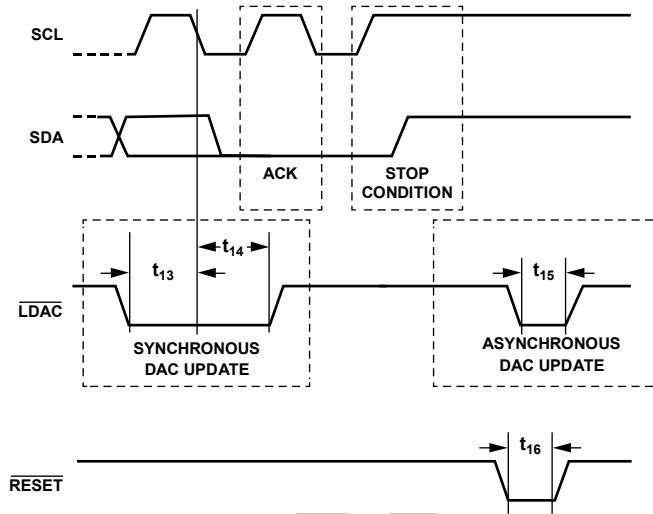 SCL
SDA
ACK
STOP
CONDITION
t13
t14
t15
LDAC
SYNCHRONOUS
DAC UPDATE
ASYNCHRONOUS
DAC UPDATE
t16
RESET